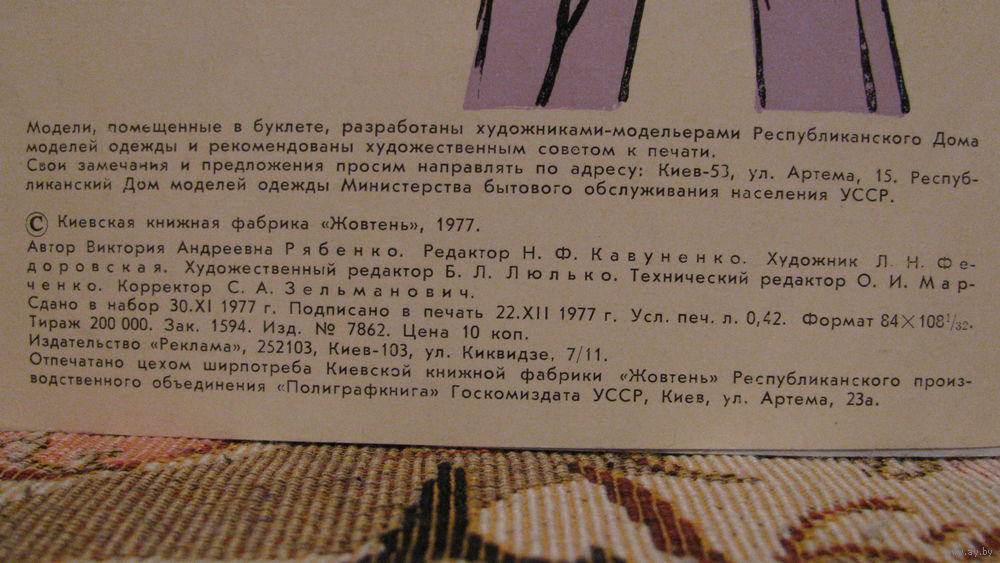 Модели, помещенные в буклете, разработаны художниками-модельерами Республиканского Дома
моделей одежды и рекомендованы художественным советом к печати.
Свои замечания и предложения просим направлять по адресу: Киев-53, ул. Артема, 15. Респуб-
ликанский Дом моделей одежды Министерства бытового обслуживания населения УССР.
© Киевская книжная фабрика «Жовтень», 1977.
Автор Виктория Андреевна Рябенко. Редактор Н. Ф. Кавуненко. Художник Л. Н. Фе-
доровская. Художественный редактор Б. Л. Люлько. Технический редактор О. И. Мар-
ченко. Корректор С. А. Зельманович.
Сдано в набор 30.XI 1977 г. Подписано в печать 22.XII 1977 г. Усл. печ. л. 0,42. Формат 84×108¹/₃₂.
Тираж 200 000. Зак. 1594. Изд. № 7862. Цена 10 коп.
Издательство «Реклама», 252103, Киев-103, ул. Киквидзе, 7/11.
Отпечатано цехом ширпотреба Киевской книжной фабрики «Жовтень» Республиканского произ-
водственного объединения «Полиграфкнига» Госкомиздата УССР, Киев, ул. Артема, 23а.
www.ay.by